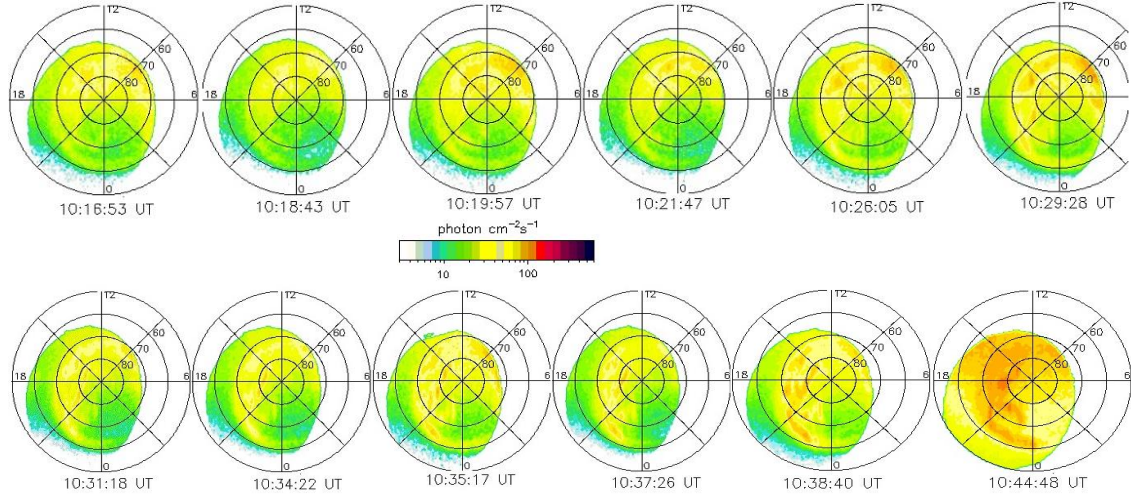 12 12 12 12 12 12
60 60 60 60 60 60
70 70 70 70 70 70
80 80 80 80 80 80
18 6 18 6 18 6 18 6 18 6 18 6
0 0 0 0 0 0
10:16:53 UT 10:18:43 UT 10:19:57 UT 10:21:47 UT 10:26:05 UT 10:29:28 UT
photon cm⁻²s⁻¹
10 100
12 12 12 12 12 12
60 60 60 60 60 60
70 70 70 70 70 70
80 80 80 80 80 80
18 6 18 6 18 6 18 6 18 6 18 6
0 0 0 0 0 0
10:31:18 UT 10:34:22 UT 10:35:17 UT 10:37:26 UT 10:38:40 UT 10:44:48 UT